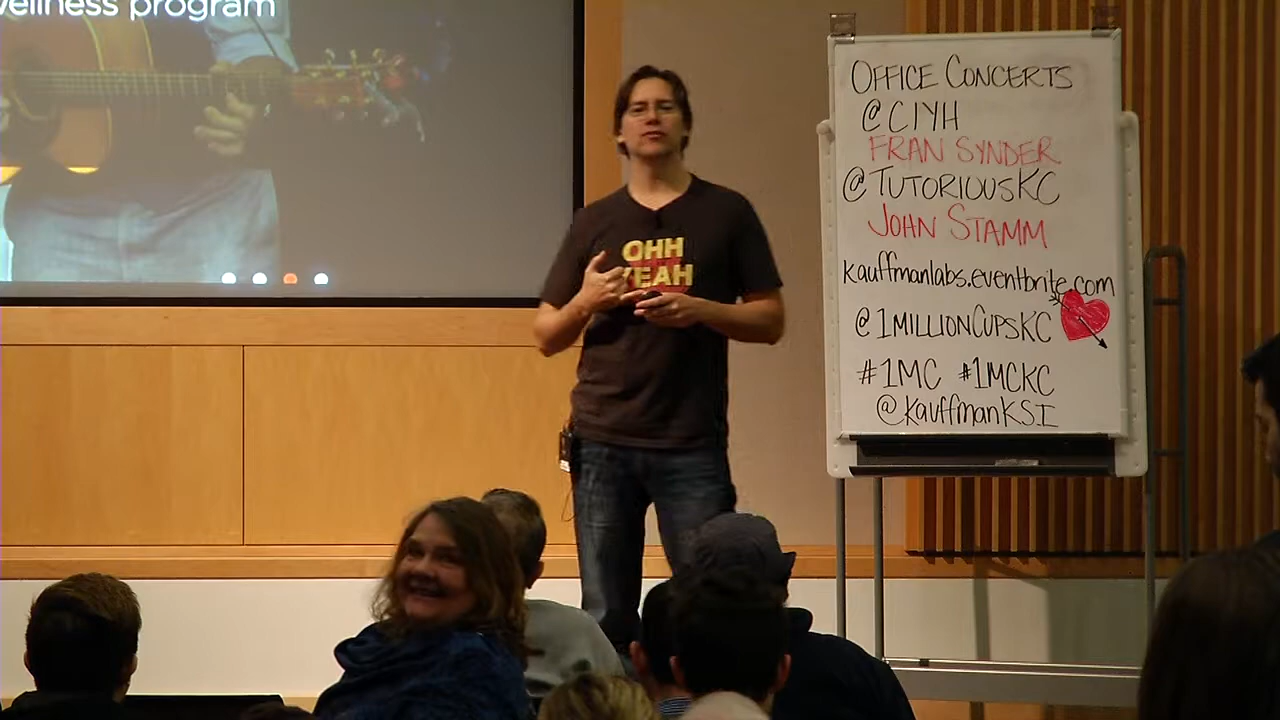 wellness program
OHH
YEAH
OFFICE CONCERTS
@CIYH
FRAN SYNDER
@TUTORIOUSKC
JOHN STAMM
kauffmanlabs.eventbrite.com
@1MILLIONCUPSKC
#1MC #1MCKC
@KauffmanKSI